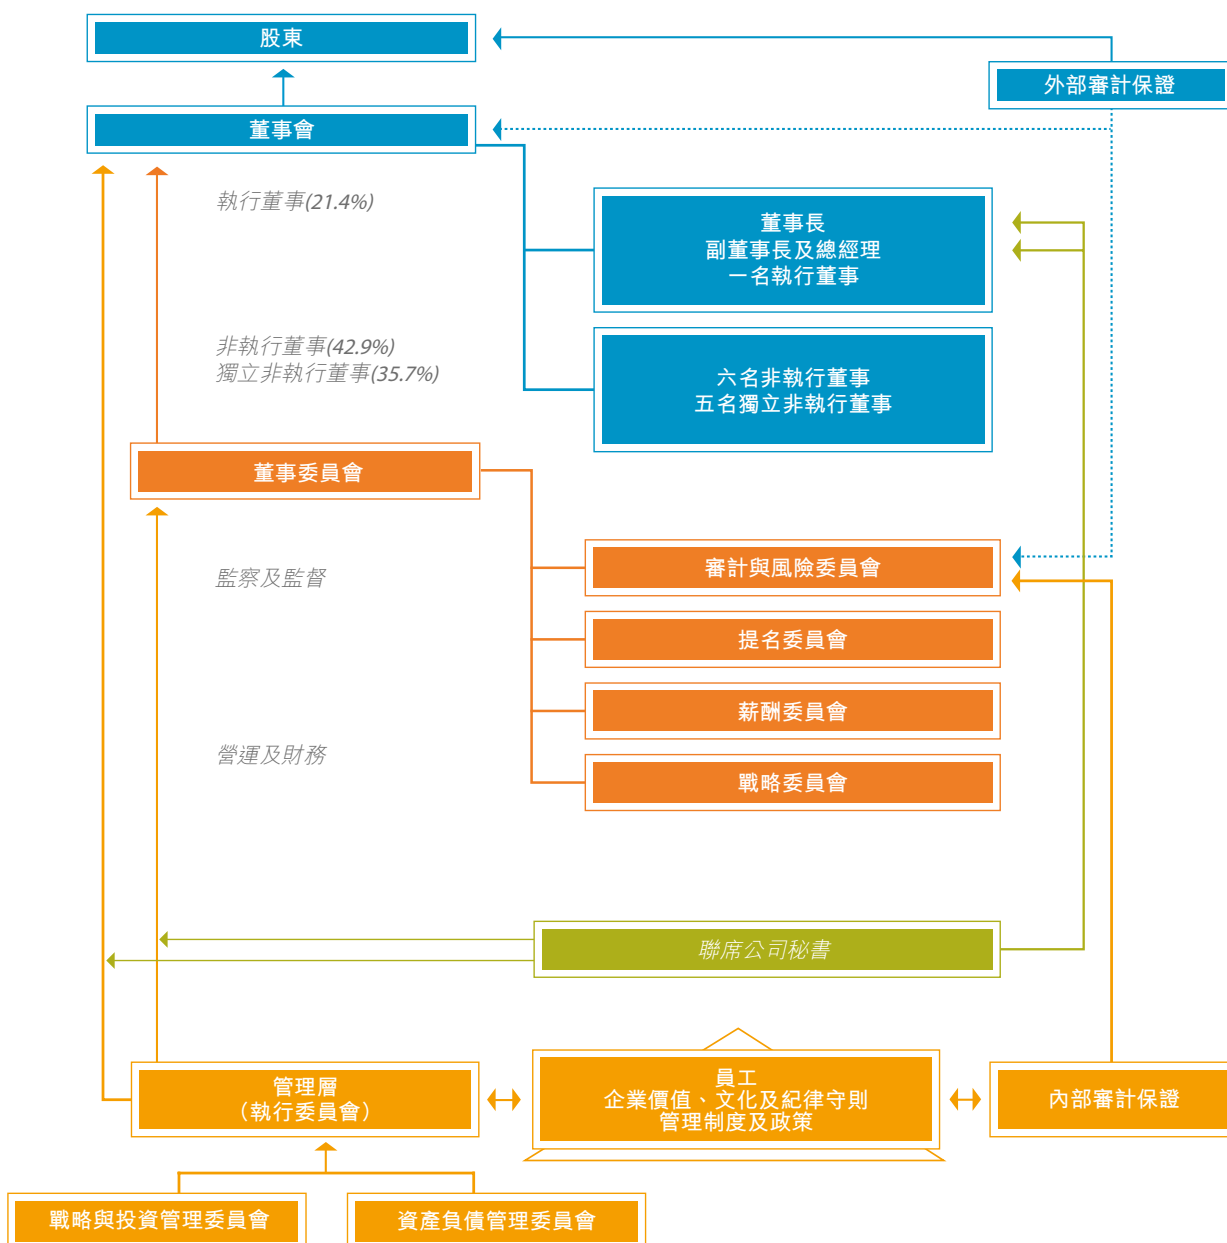 股東
外部審計保證
董事會
執行董事(21.4%)
董事長
副董事長及總經理
一名執行董事
非執行董事(42.9%)
獨立非執行董事(35.7%)
六名非執行董事
五名獨立非執行董事
董事委員會
審計與風險委員會
監察及監督
提名委員會
薪酬委員會
營運及財務
戰略委員會
聯席公司秘書
管理層
（執行委員會）
員工
企業價值、文化及紀律守則
管理制度及政策
內部審計保證
戰略與投資管理委員會
資產負債管理委員會